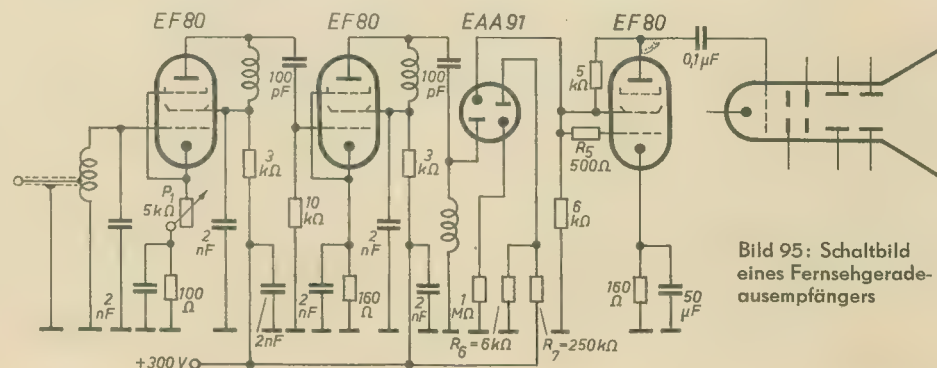 EF80
EF80
EAA91
EF80
100 pF
100 pF
5 kΩ
0,1 µF
R5 500Ω
P1 5kΩ
3 kΩ
3 kΩ
10 kΩ
6 kΩ
2 nF
2 nF
2 nF
100 Ω
2nF
2 nF
160 Ω
2 nF
1 MΩ
R6 = 6kΩ
R7 = 250kΩ
160 Ω
50 µF
+300 V
Bild 95: Schaltbild
eines Fernsehgerade-
ausempfängers